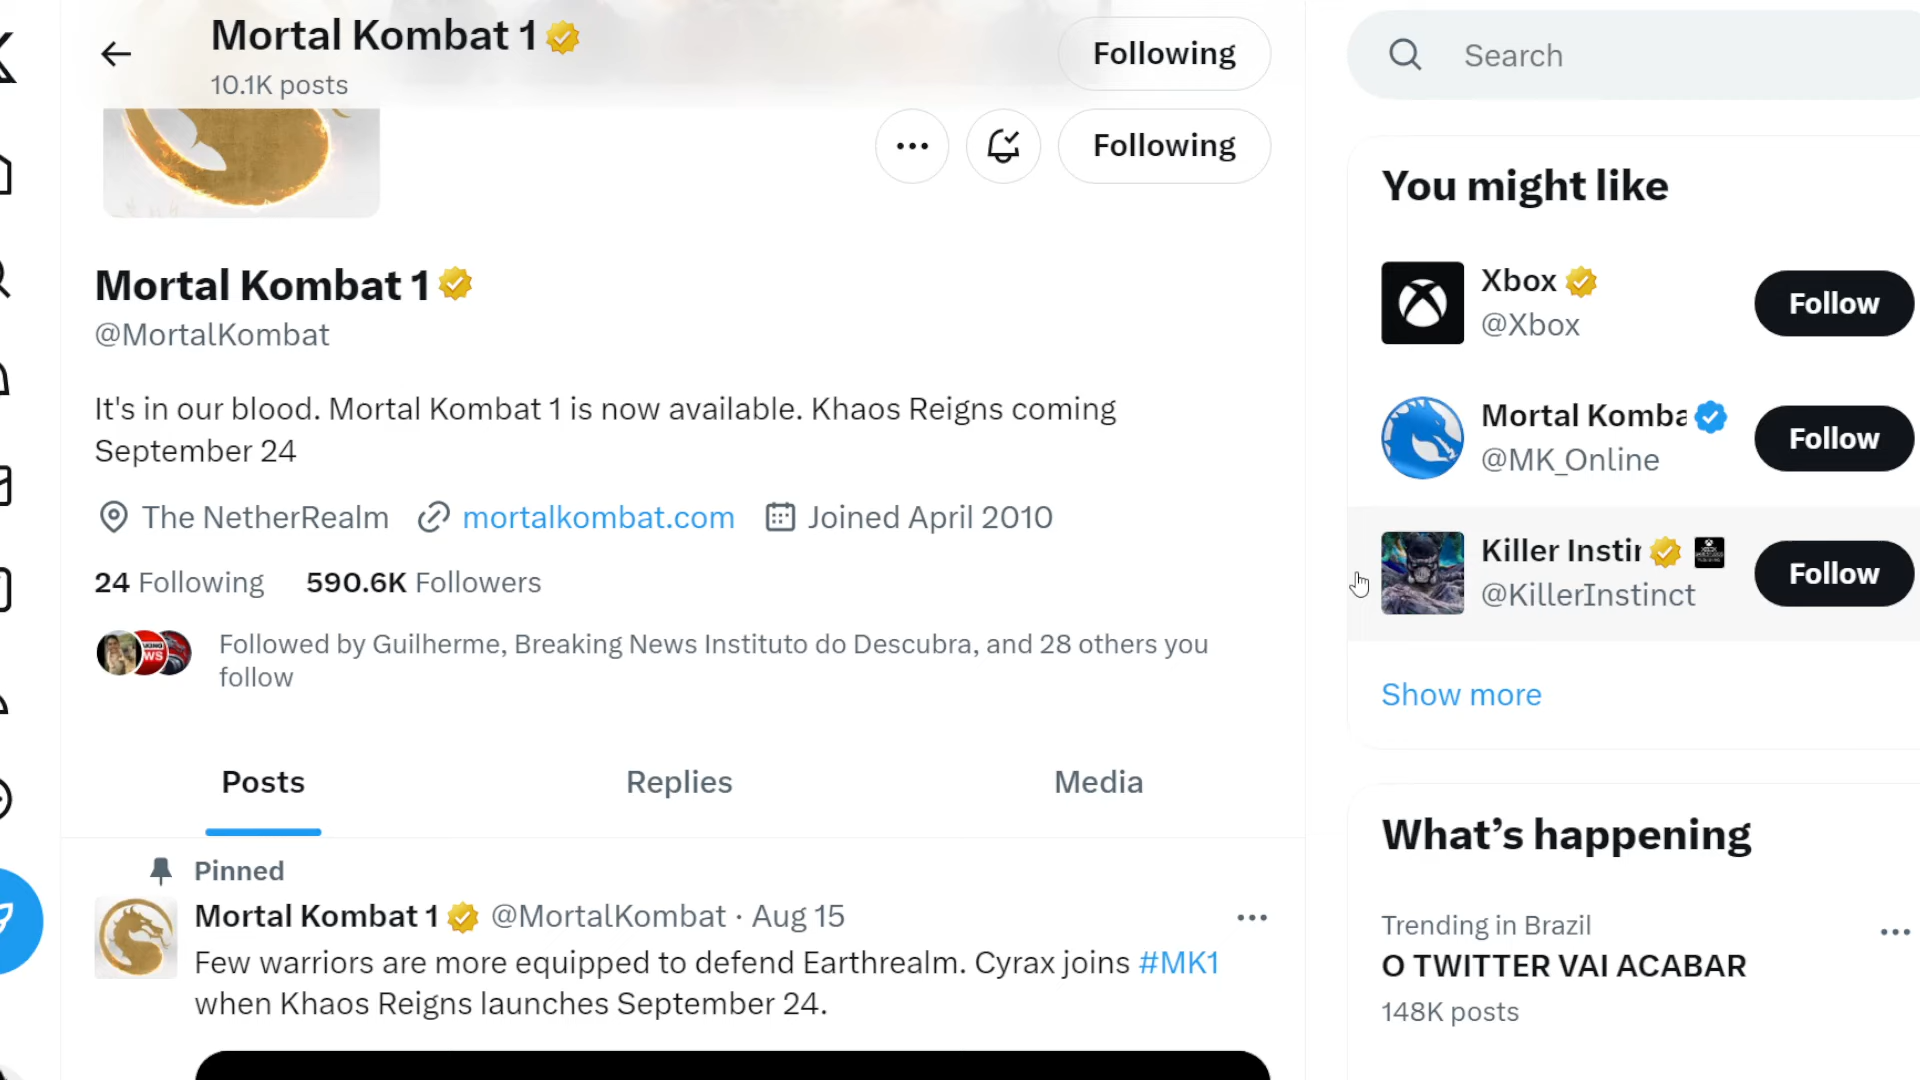 Mortal Kombat 1
10.1K posts
Following
Following
Mortal Kombat 1
@MortalKombat
It's in our blood. Mortal Kombat 1 is now available. Khaos Reigns coming
September 24
The NetherRealm mortalkombat.com Joined April 2010
24 Following 590.6K Followers
Followed by Guilherme, Breaking News Instituto do Descubra, and 28 others you
follow
Posts Replies Media
Pinned
Mortal Kombat 1 @MortalKombat · Aug 15
Few warriors are more equipped to defend Earthrealm. Cyrax joins #MK1
when Khaos Reigns launches September 24.
Search
You might like
Xbox
@Xbox
Follow
Mortal Komba
@MK_Online
Follow
Killer Instin
@KillerInstinct
Follow
Show more
What's happening
Trending in Brazil
O TWITTER VAI ACABAR
148K posts